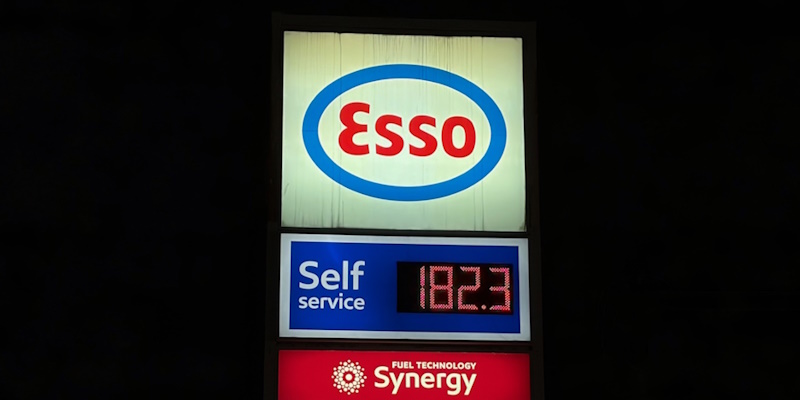 Esso
Self
service
182.3
FUEL TECHNOLOGY
Synergy